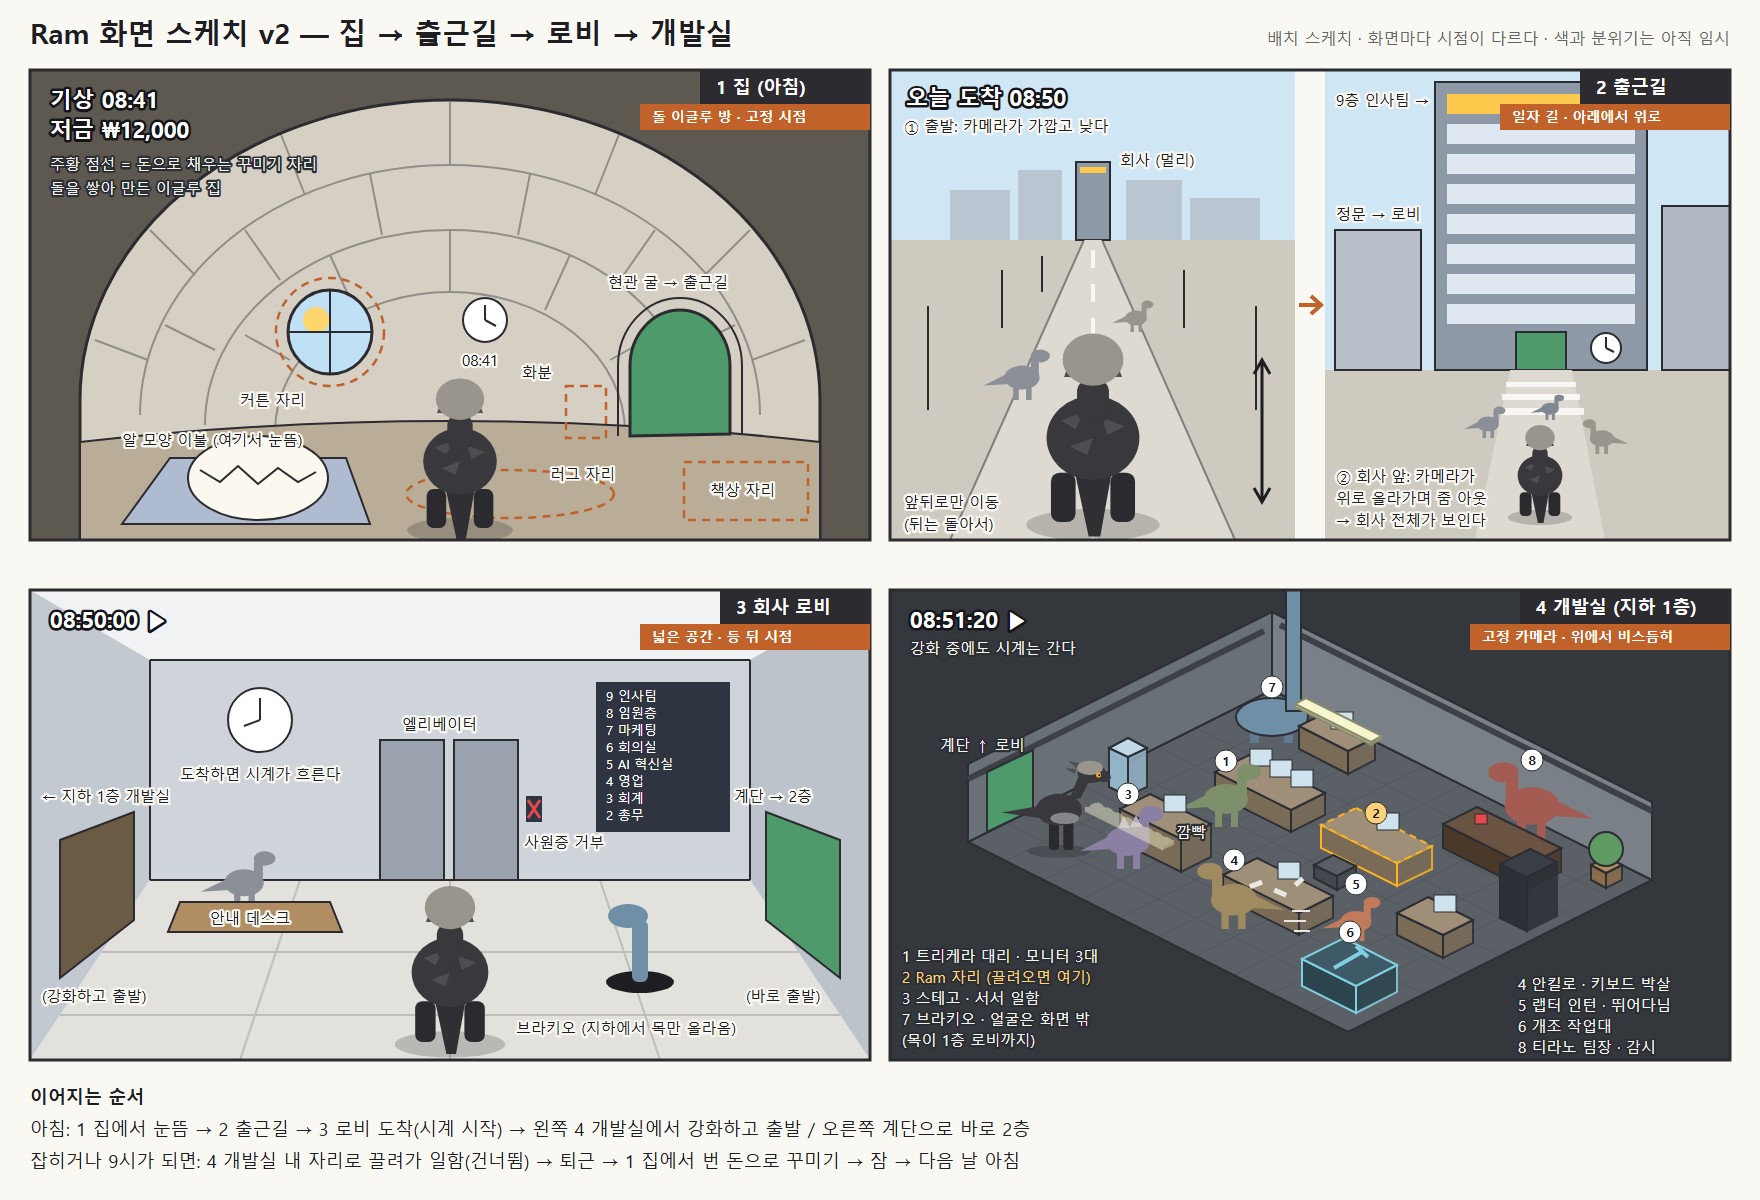 Ram 화면 스케치 v2 — 집 → 출근길 → 로비 → 개발실
배치 스케치 · 화면마다 시점이 다르다 · 색과 분위기는 아직 임시
기상 08:41
저금 ₩12,000
주황 점선 = 돈으로 채우는 꾸미기 자리
돌을 쌓아 만든 이글루 집
1 집 (아침)
돌 이글루 방 · 고정 시점
현관 굴 → 출근길
08:41
화분
커튼 자리
알 모양 이불 (여기서 눈뜸)
러그 자리
책상 자리
오늘 도착 08:50
① 출발: 카메라가 가깝고 낮다
회사 (멀리)
앞뒤로만 이동
(뒤는 돌아서)
2 출근길
일자 길 · 아래에서 위로
9층 인사팀 →
정문 → 로비
② 회사 앞: 카메라가
위로 올라가며 줌 아웃
→ 회사 전체가 보인다
08:50:00 ▶
3 회사 로비
넓은 공간 · 등 뒤 시점
9 인사팀
8 임원층
7 마케팅
6 회의실
5 AI 혁신실
4 영업
3 회계
2 총무
엘리베이터
도착하면 시계가 흐른다
← 지하 1층 개발실
계단 → 2층
사원증 거부
안내 데스크
(강화하고 출발)
(바로 출발)
브라키오 (지하에서 목만 올라옴)
08:51:20 ▶
강화 중에도 시계는 간다
4 개발실 (지하 1층)
고정 카메라 · 위에서 비스듬히
7
계단 ↑ 로비
1
8
3
2
깜빡
4
5
6
1 트리케라 대리 · 모니터 3대
2 Ram 자리 (끌려오면 여기)
3 스테고 · 서서 일함
7 브라키오 · 얼굴은 화면 밖
(목이 1층 로비까지)
4 안킬로 · 키보드 박살
5 랩터 인턴 · 뛰어다님
6 개조 작업대
8 티라노 팀장 · 감시
이어지는 순서
아침: 1 집에서 눈뜸 → 2 출근길 → 3 로비 도착(시계 시작) → 왼쪽 4 개발실에서 강화하고 출발 / 오른쪽 계단으로 바로 2층
잡히거나 9시가 되면: 4 개발실 내 자리로 끌려가 일함(건너뜀) → 퇴근 → 1 집에서 번 돈으로 꾸미기 → 잠 → 다음 날 아침